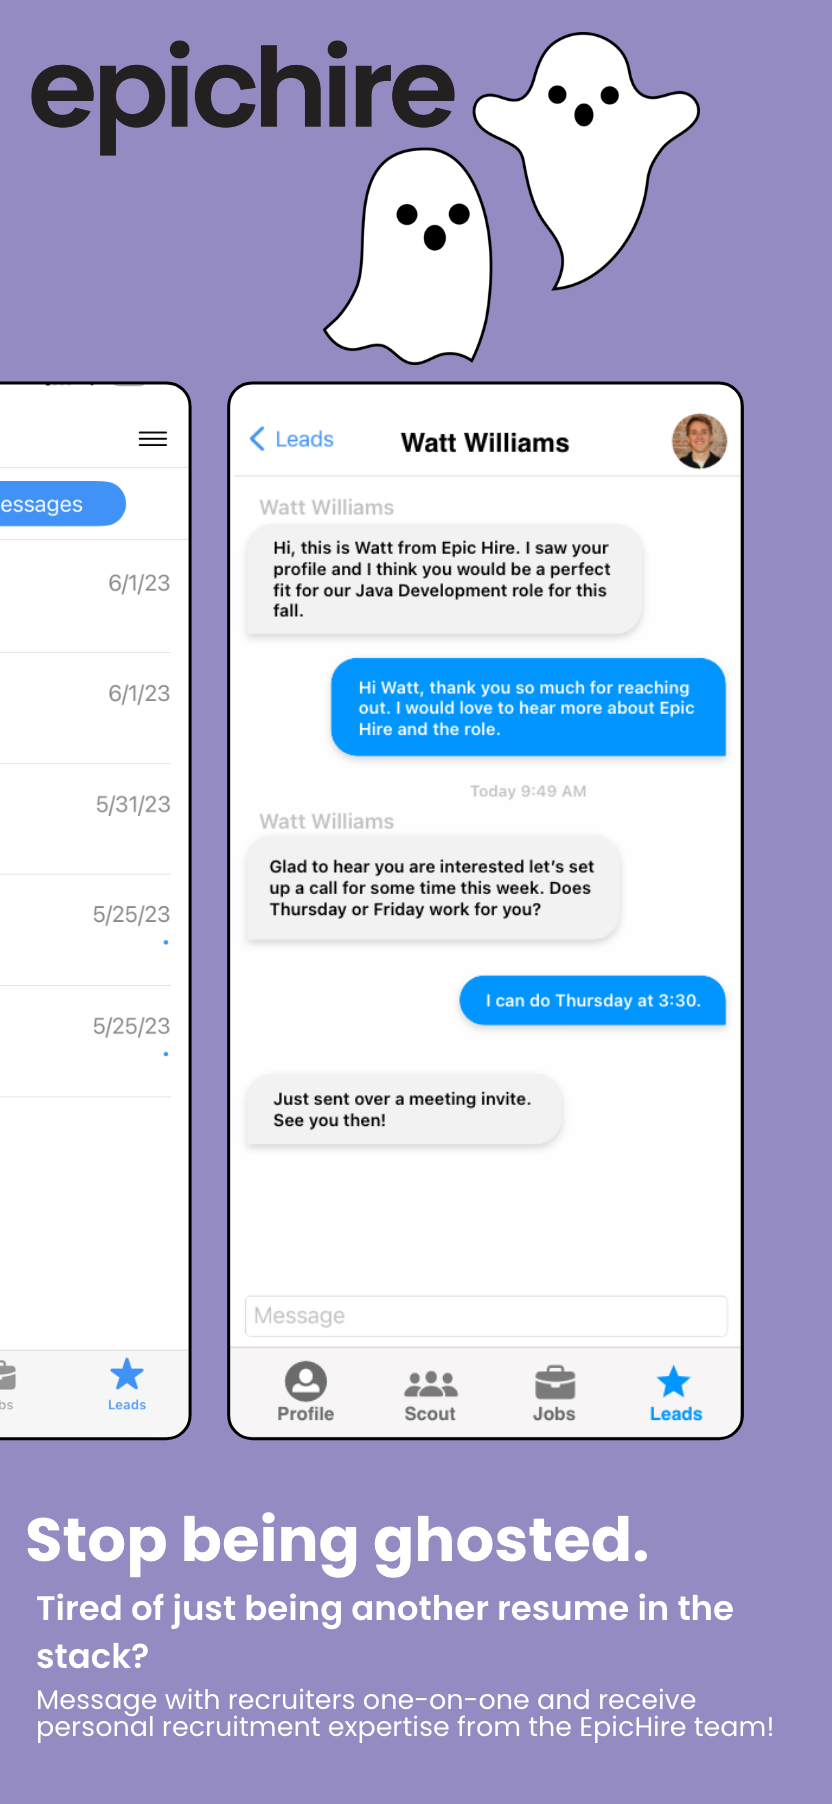 epichire
essages
6/1/23
6/1/23
5/31/23
5/25/23
5/25/23
bs
Leads
Leads
Watt Williams
Watt Williams
Hi, this is Watt from Epic Hire. I saw your
profile and I think you would be a perfect
fit for our Java Development role for this
fall.
Hi Watt, thank you so much for reaching
out. I would love to hear more about Epic
Hire and the role.
Today 9:49 AM
Watt Williams
Glad to hear you are interested let's set
up a call for some time this week. Does
Thursday or Friday work for you?
I can do Thursday at 3:30.
Just sent over a meeting invite.
See you then!
Message
Profile
Scout
Jobs
Leads
Stop being ghosted.
Tired of just being another resume in the
stack?
Message with recruiters one-on-one and receive
personal recruitment expertise from the EpicHire team!